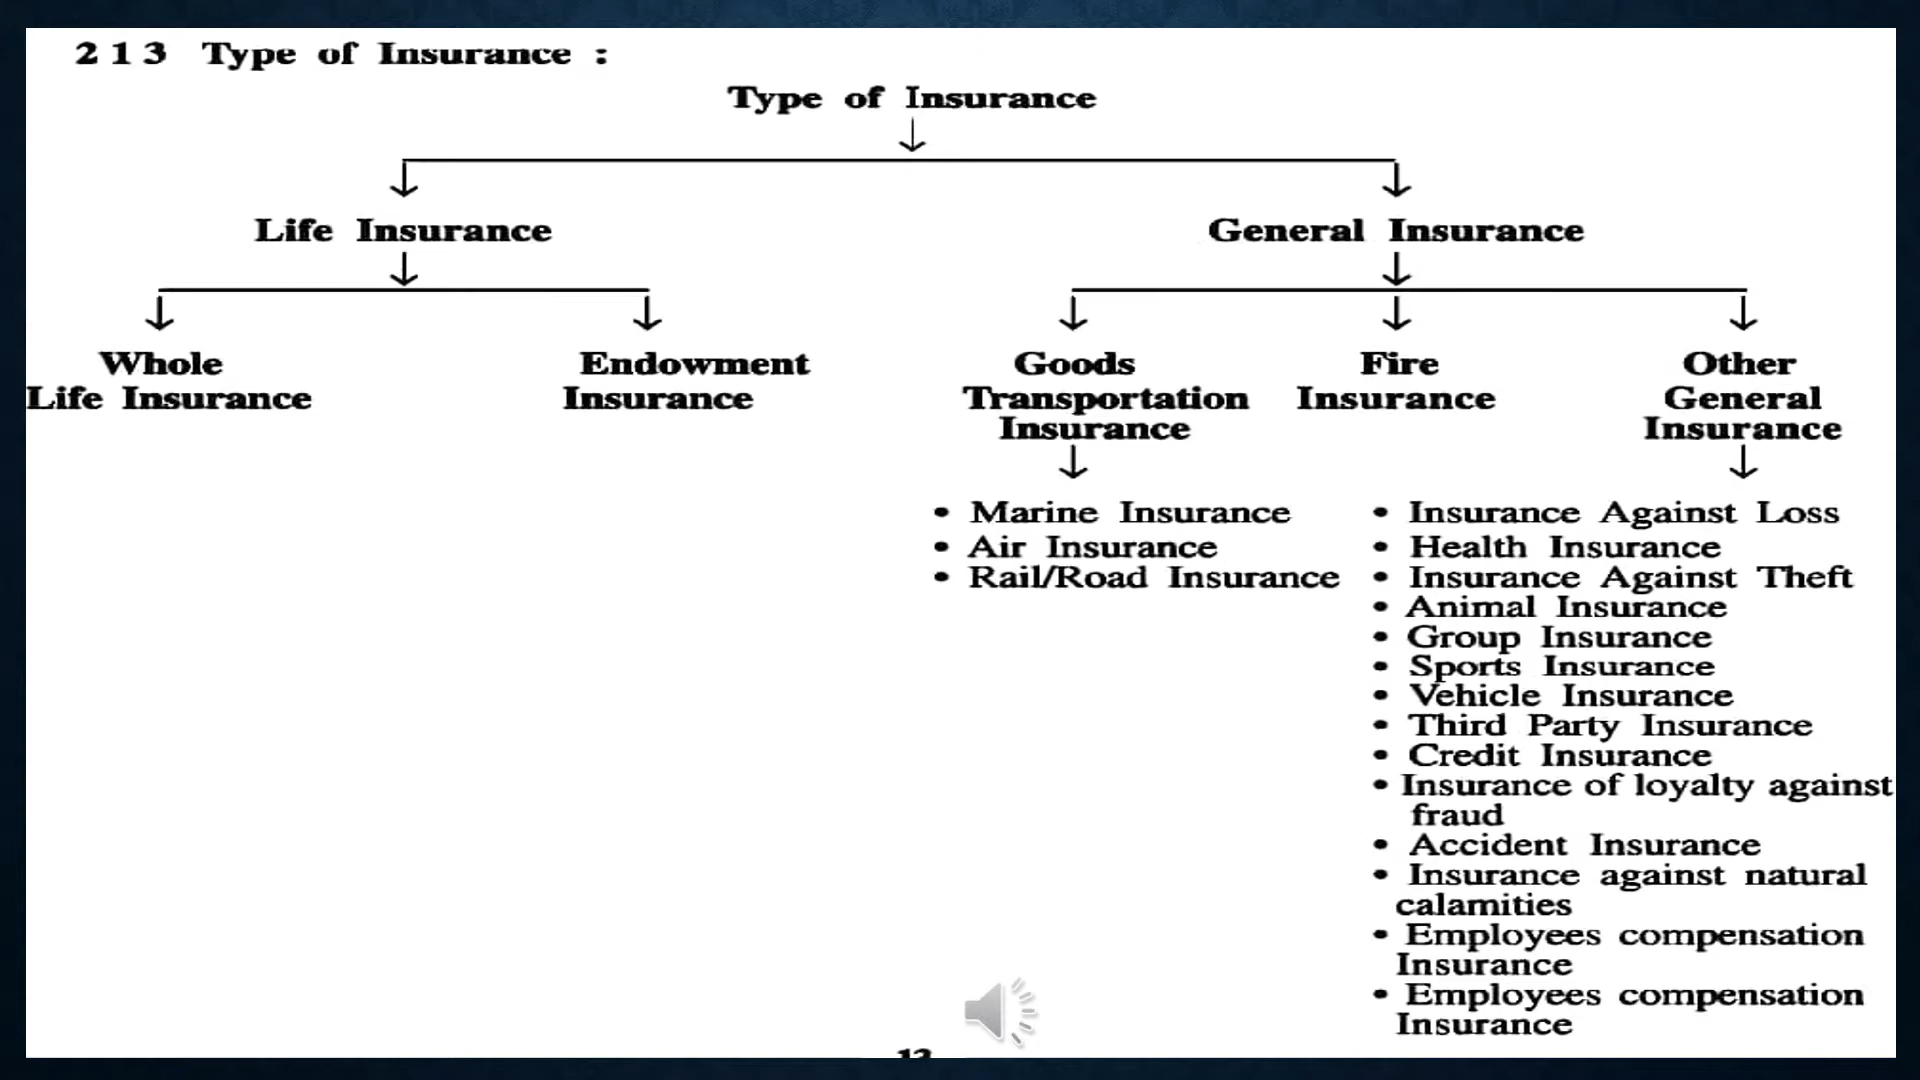 2 1 3 Type of Insurance :
Type of Insurance
Life Insurance
General Insurance
Whole
Life Insurance
Endowment
Insurance
Goods
Transportation
Insurance
Fire
Insurance
Other
General
Insurance
• Marine Insurance
• Air Insurance
• Rail/Road Insurance
• Insurance Against Loss
• Health Insurance
• Insurance Against Theft
• Animal Insurance
• Group Insurance
• Sports Insurance
• Vehicle Insurance
• Third Party Insurance
• Credit Insurance
• Insurance of loyalty against
fraud
• Accident Insurance
• Insurance against natural
calamities
• Employees compensation
Insurance
• Employees compensation
Insurance